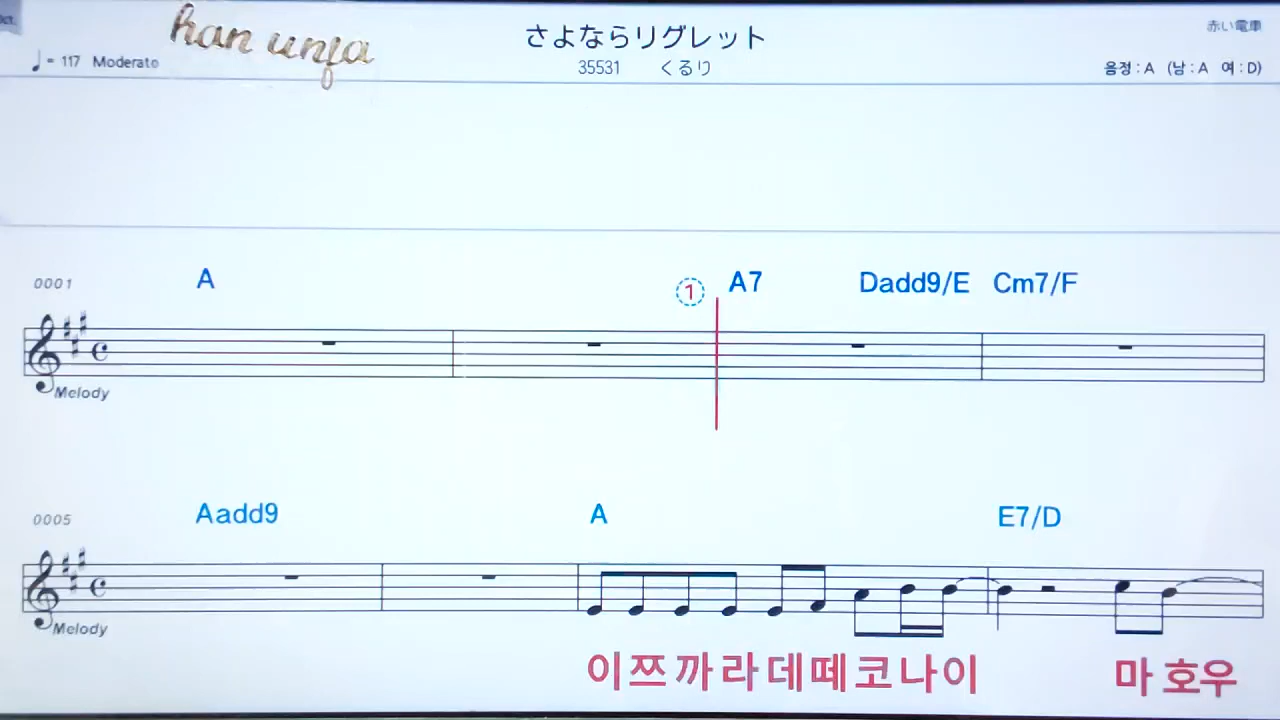 han unfa
さよならリグレット
赤い電車
♩= 117 Moderato
35531 くるり
음정 : A (남 : A 여 : D)
0001
A ① A7 Dadd9/E Cm7/F
Melody
0005
Aadd9 A E7/D
Melody
이쯔까라데떼코나이 마호우